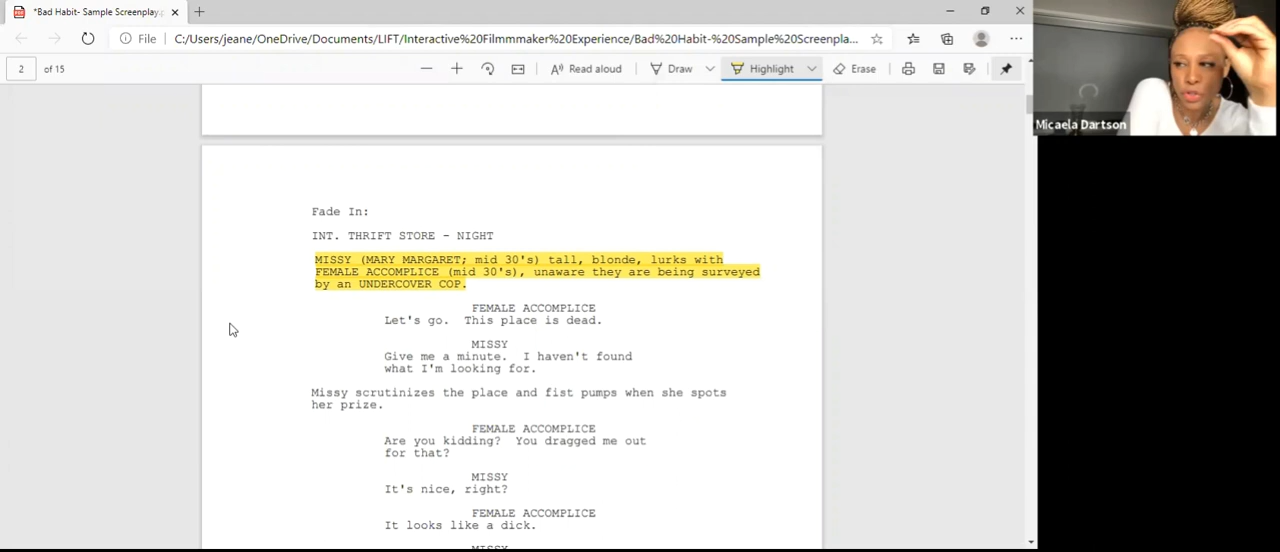 *Bad Habit- Sample Screenplay.p
File
C:/Users/jeane/OneDrive/Documents/LIFT/Interactive%20Filmmmaker%20Experience/Bad%20Habit-%20Sample%20Screenpla...
2 of 15
Read aloud
Draw
Highlight
Erase
Micaela Dartson
Fade In:
INT. THRIFT STORE - NIGHT
MISSY (MARY MARGARET; mid 30's) tall, blonde, lurks with
FEMALE ACCOMPLICE (mid 30's), unaware they are being surveyed
by an UNDERCOVER COP.
FEMALE ACCOMPLICE
Let's go. This place is dead.
MISSY
Give me a minute. I haven't found
what I'm looking for.
Missy scrutinizes the place and fist pumps when she spots
her prize.
FEMALE ACCOMPLICE
Are you kidding? You dragged me out
for that?
MISSY
It's nice, right?
FEMALE ACCOMPLICE
It looks like a dick.
MISSY